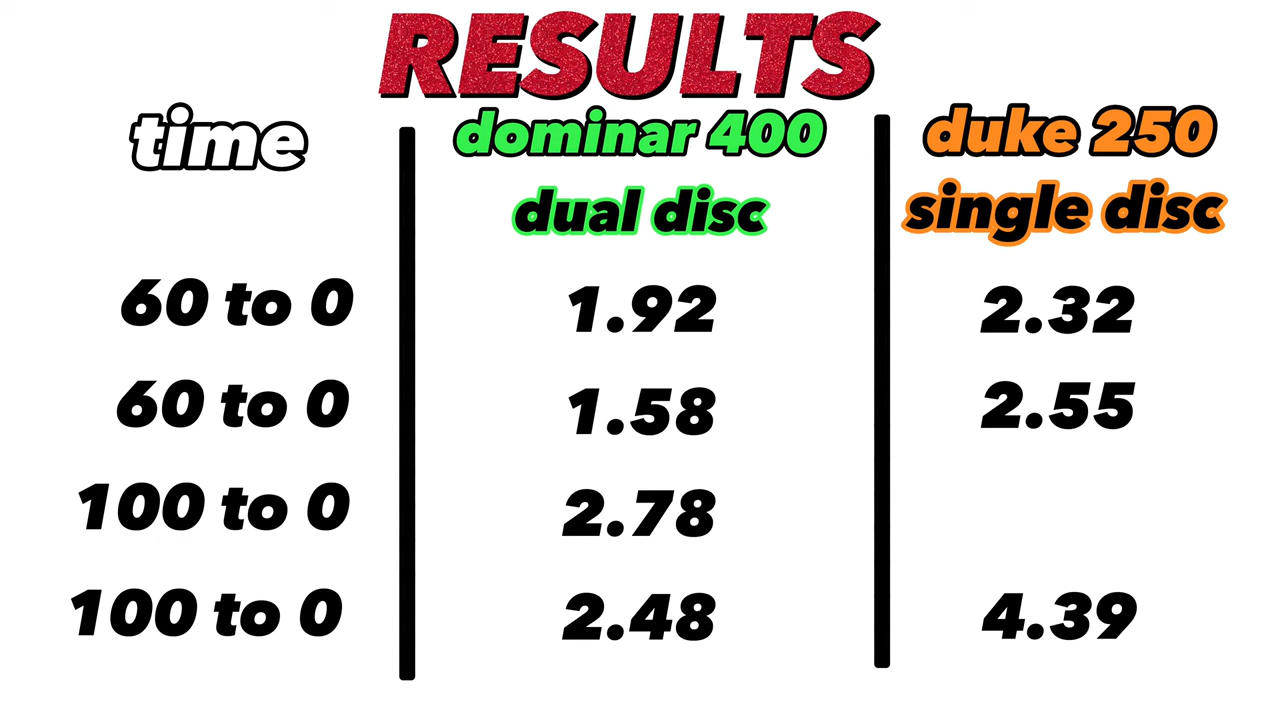 RESULTS
time dominar 400 duke 250
dual disc single disc
60 to 0 1.92 2.32
60 to 0 1.58 2.55
100 to 0 2.78
100 to 0 2.48 4.39